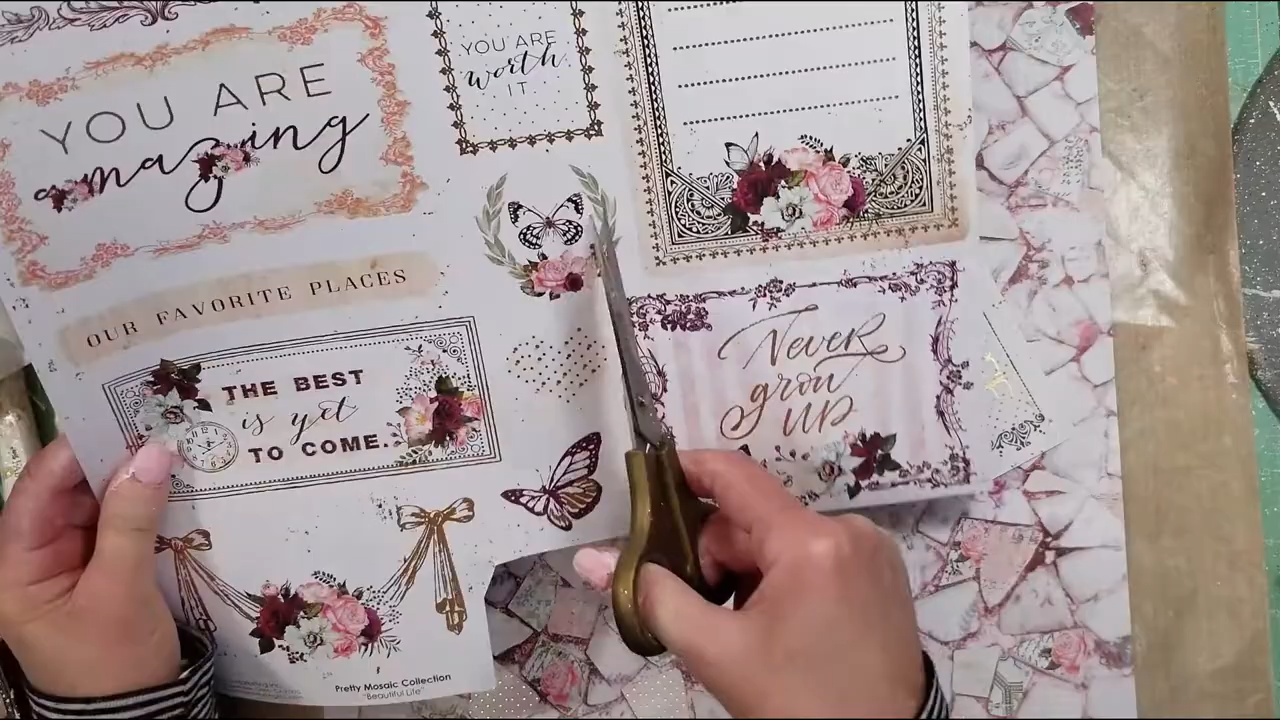 YOU ARE
amazing
YOU ARE
worth
IT
OUR FAVORITE PLACES
THE BEST
is yet
TO COME.
Never
grow
UP
Pretty Mosaic Collection
"Beautiful Life"